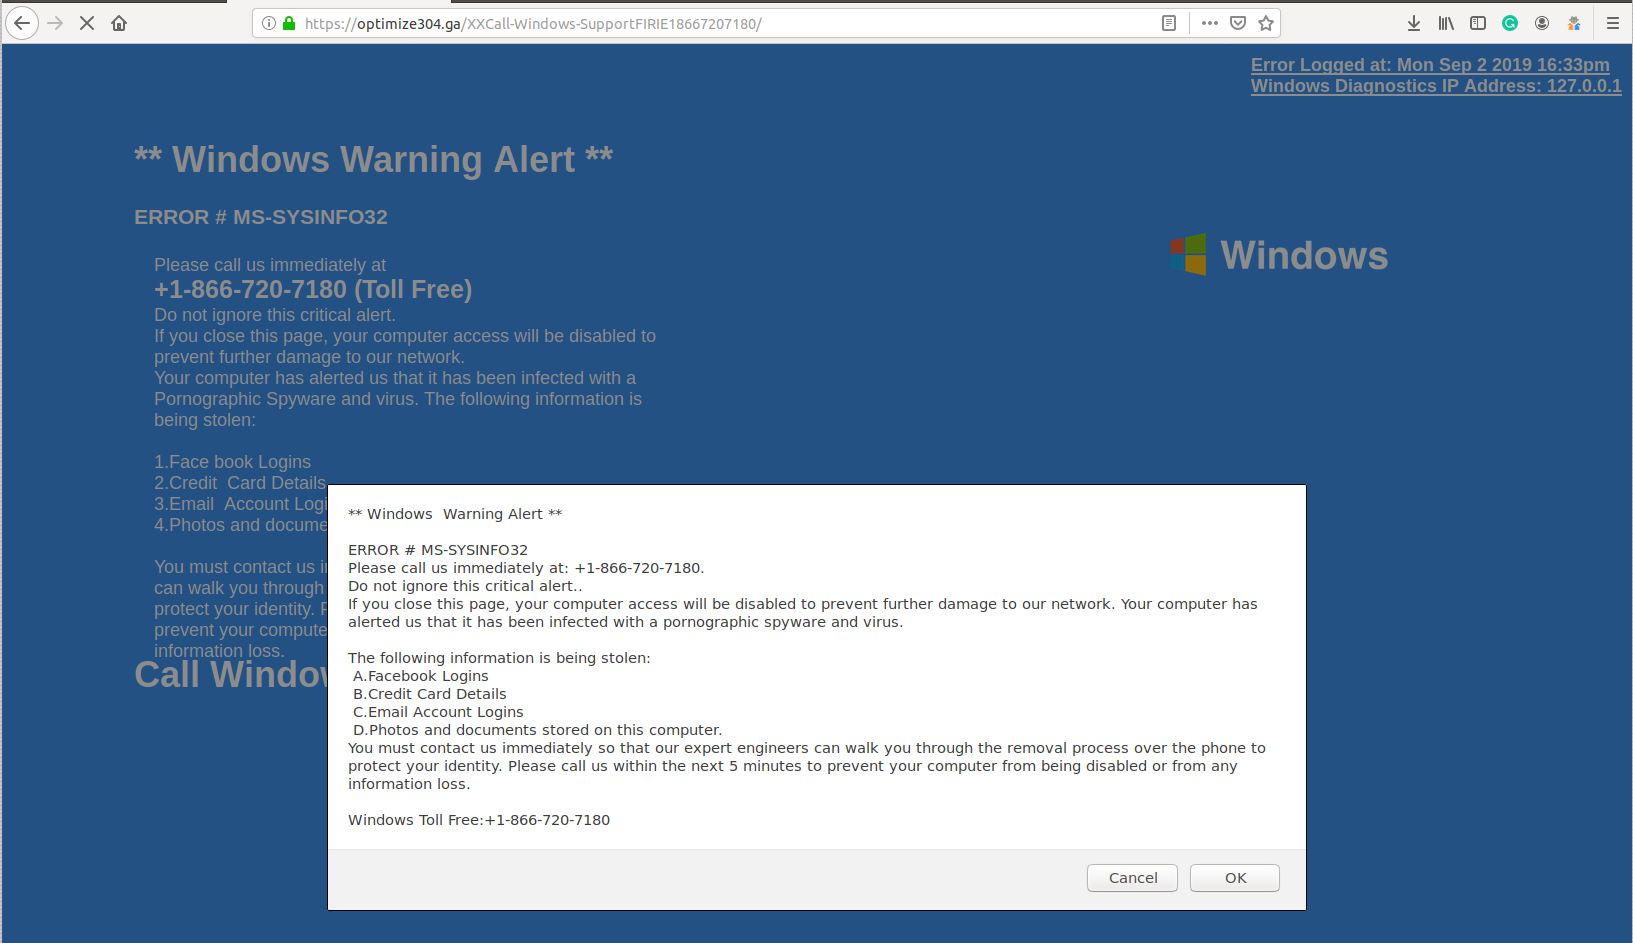 https://optimize304.ga/XXCall-Windows-SupportFIRIE18667207180/
Error Logged at: Mon Sep 2 2019 16:33pm
Windows Diagnostics IP Address: 127.0.0.1
** Windows Warning Alert **
ERROR # MS-SYSINFO32
Windows
Please call us immediately at
+1-866-720-7180 (Toll Free)
Do not ignore this critical alert.
If you close this page, your computer access will be disabled to
prevent further damage to our network.
Your computer has alerted us that it has been infected with a
Pornographic Spyware and virus. The following information is
being stolen:
1.Face book Logins
2.Credit  Card Details
3.Email  Account Logi
4.Photos and docume
You must contact us i
can walk you through
protect your identity.
prevent your compute
information loss.
Call Window
** Windows  Warning Alert **
ERROR # MS-SYSINFO32
Please call us immediately at: +1-866-720-7180.
Do not ignore this critical alert..
If you close this page, your computer access will be disabled to prevent further damage to our network. Your computer has
alerted us that it has been infected with a pornographic spyware and virus.
The following information is being stolen:
A.Facebook Logins
B.Credit Card Details
C.Email Account Logins
D.Photos and documents stored on this computer.
You must contact us immediately so that our expert engineers can walk you through the removal process over the phone to
protect your identity. Please call us within the next 5 minutes to prevent your computer from being disabled or from any
information loss.
Windows Toll Free:+1-866-720-7180
Cancel
OK